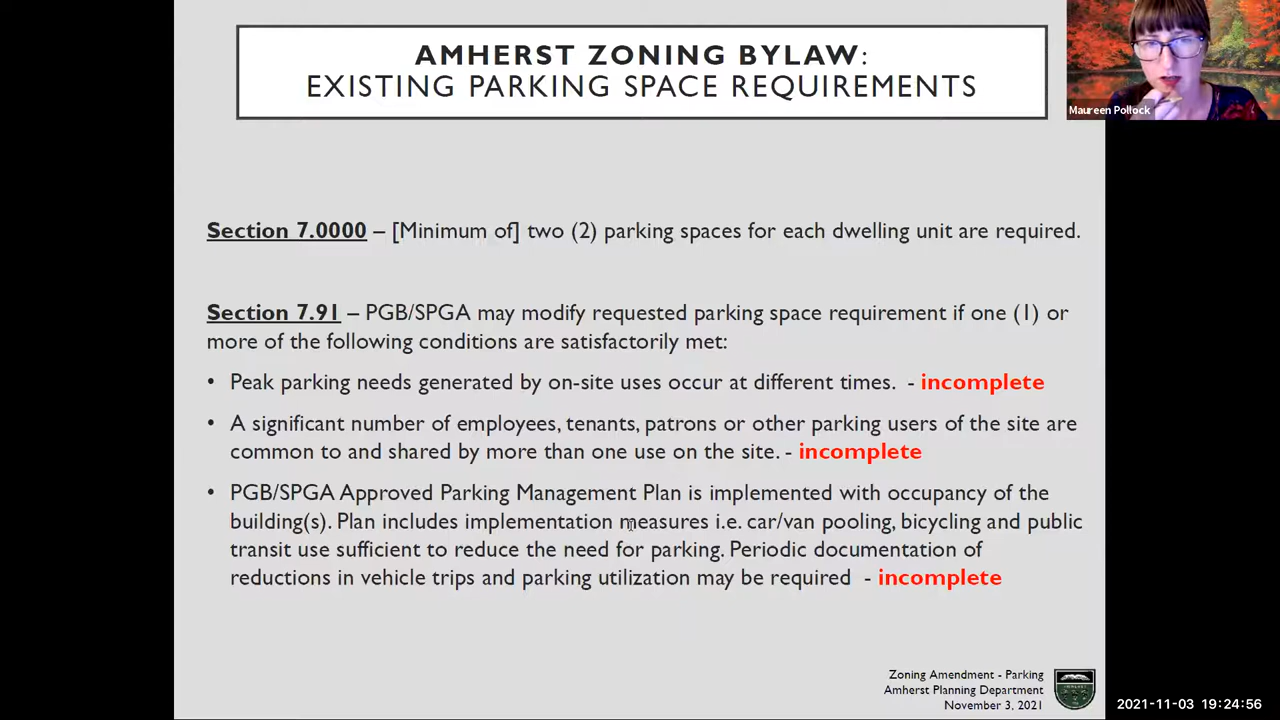 AMHERST ZONING BYLAW:
EXISTING PARKING SPACE REQUIREMENTS
Maureen Pollock
Section 7.0000 – [Minimum of] two (2) parking spaces for each dwelling unit are required.
Section 7.91 – PGB/SPGA may modify requested parking space requirement if one (1) or
more of the following conditions are satisfactorily met:
• Peak parking needs generated by on-site uses occur at different times. - incomplete
• A significant number of employees, tenants, patrons or other parking users of the site are
common to and shared by more than one use on the site. - incomplete
• PGB/SPGA Approved Parking Management Plan is implemented with occupancy of the
building(s). Plan includes implementation measures i.e. car/van pooling, bicycling and public
transit use sufficient to reduce the need for parking. Periodic documentation of
reductions in vehicle trips and parking utilization may be required - incomplete
Zoning Amendment - Parking
Amherst Planning Department
November 3, 2021
2021-11-03 19:24:56